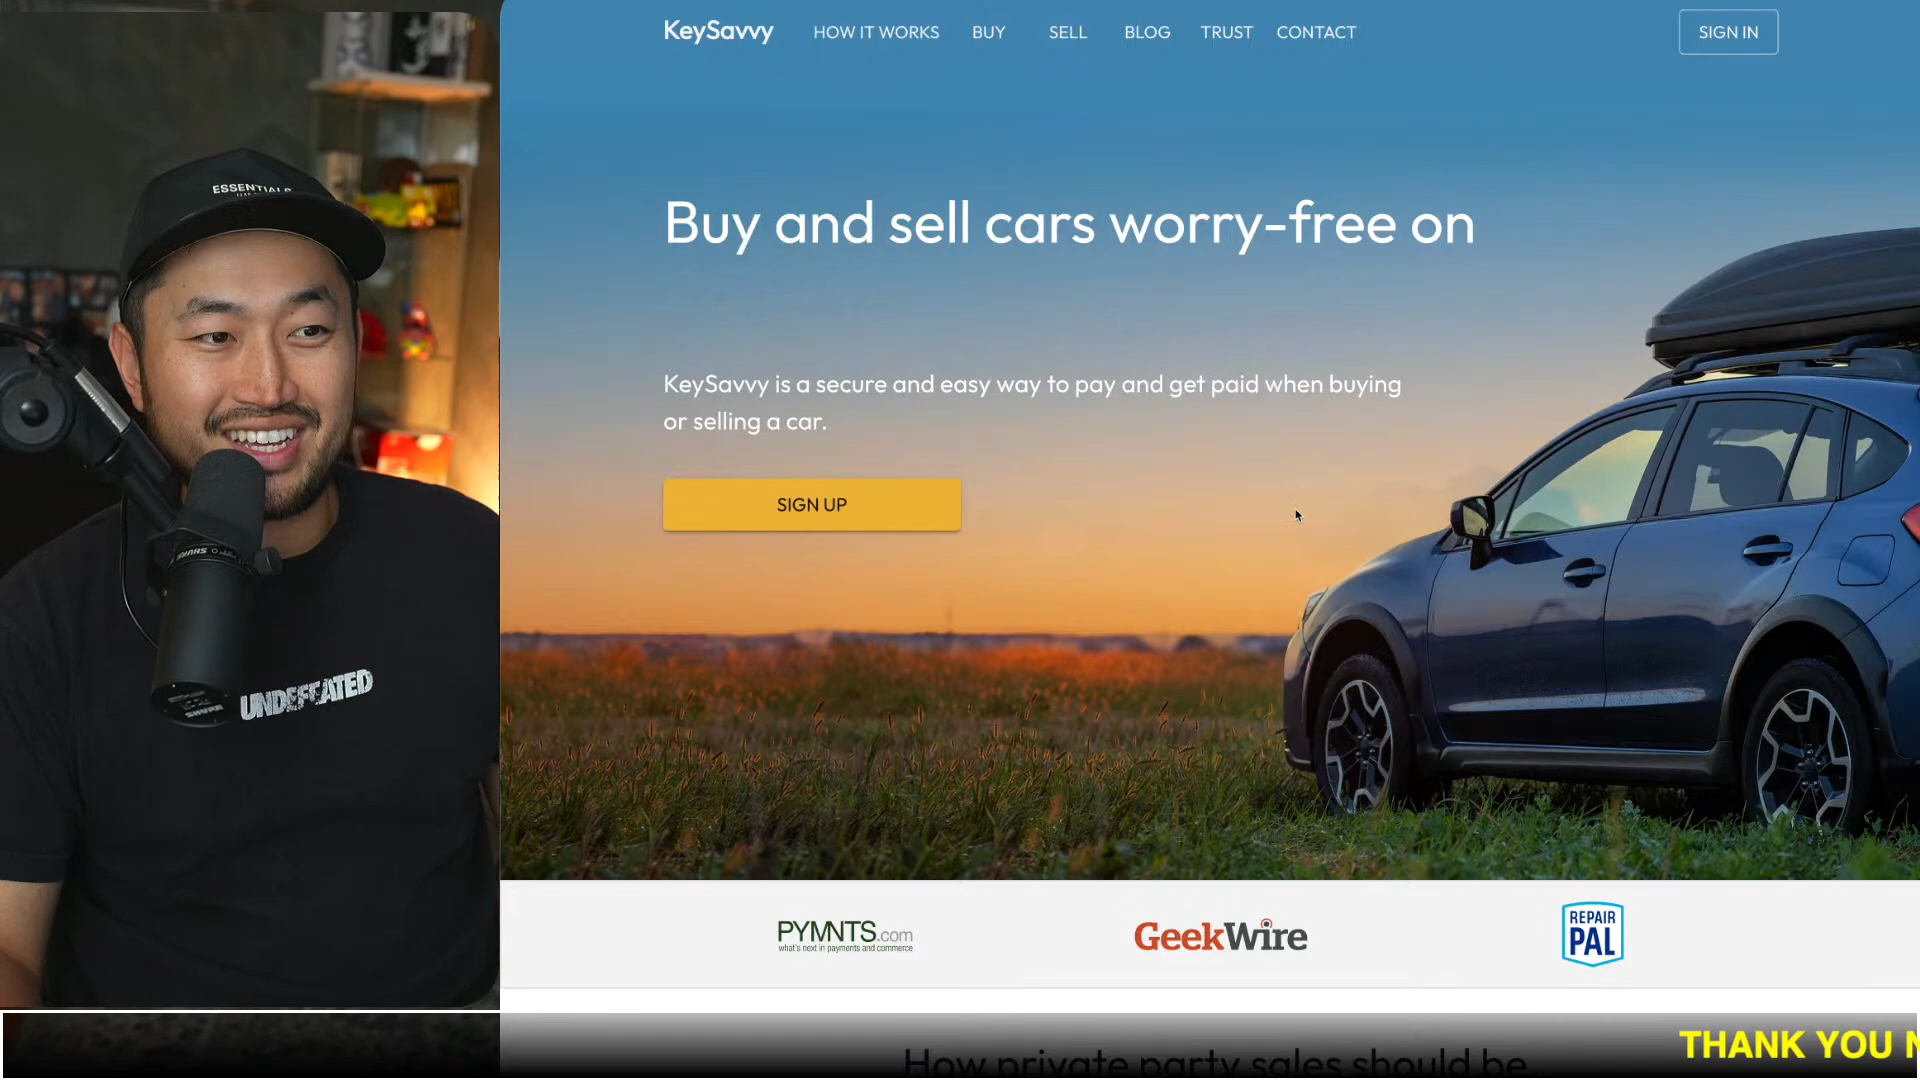 KeySavvy
HOW IT WORKS
BUY
SELL
BLOG
TRUST
CONTACT
SIGN IN
Buy and sell cars worry-free on
KeySavvy is a secure and easy way to pay and get paid when buying
or selling a car.
SIGN UP
PYMNTS.com
what's next in payments and commerce
GeekWire
REPAIR
PAL
How private party sales should be.
THANK YOU
ESSENTIALS
SHURE
SHURE
UNDEFEATED